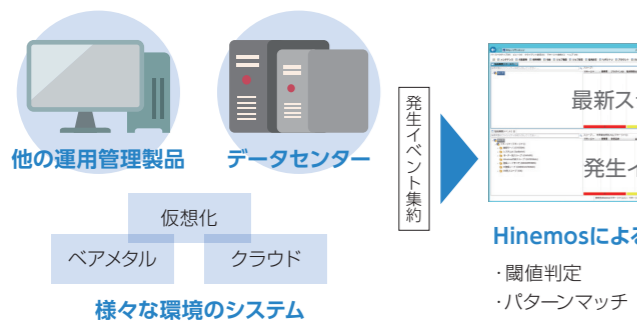 他の運用管理製品
データセンター
仮想化
ベアメタル
クラウド
様々な環境のシステム
発生イベント集約
最新ス
発生イ
Hinemosによる
・閾値判定
・パターンマッチ